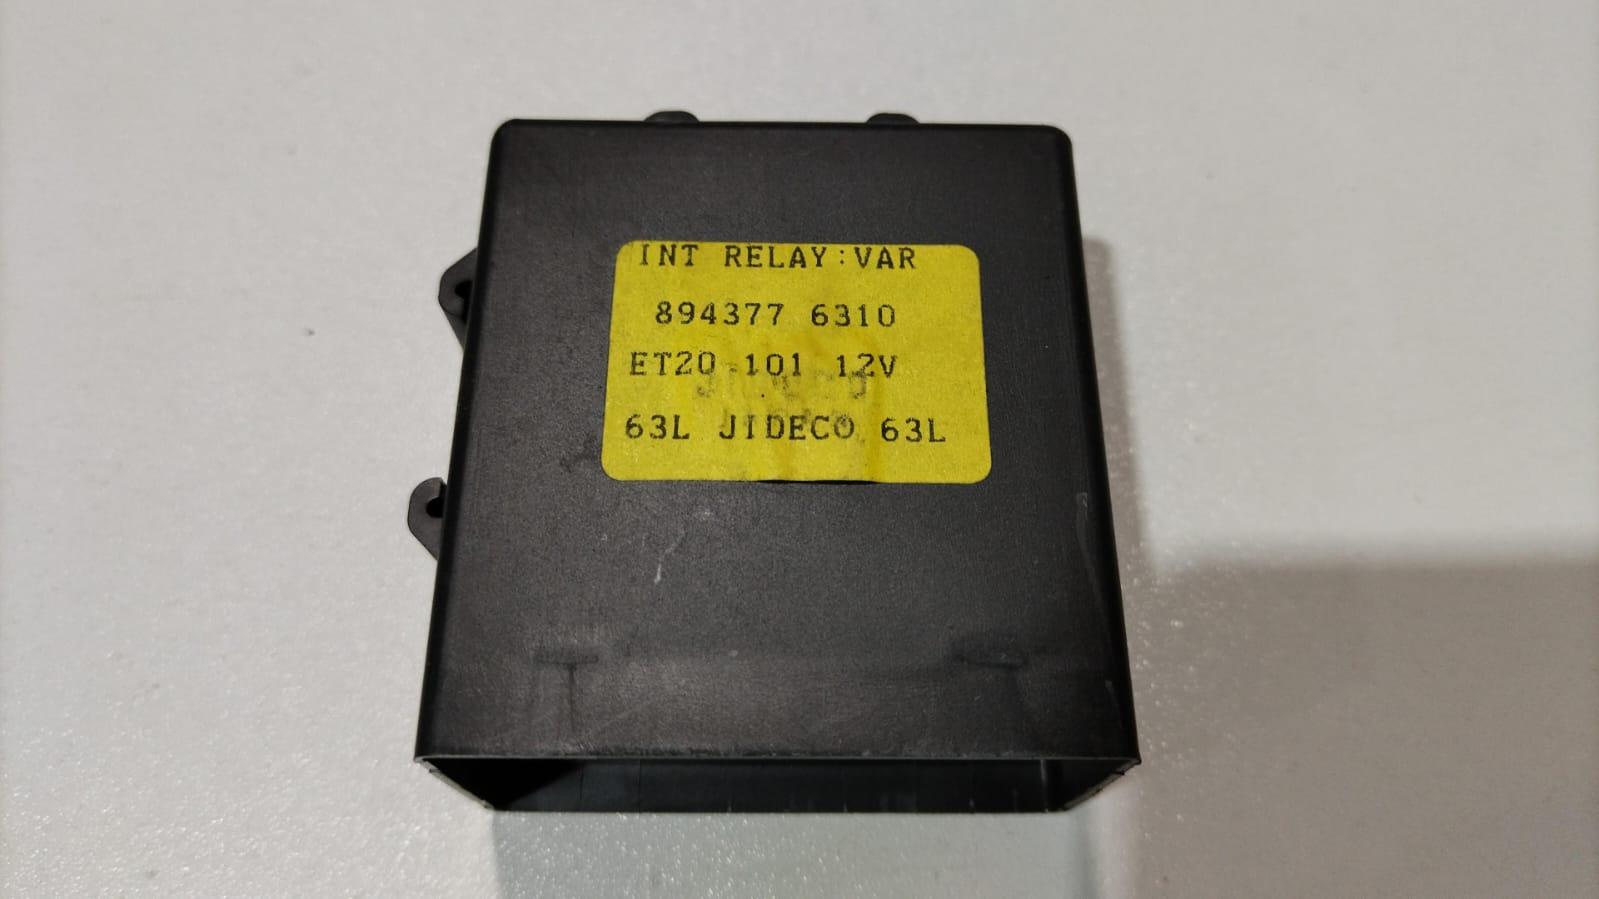 INT RELAY:VAR
894377 6310
ET20 101 12V
63L JIDECO 63L